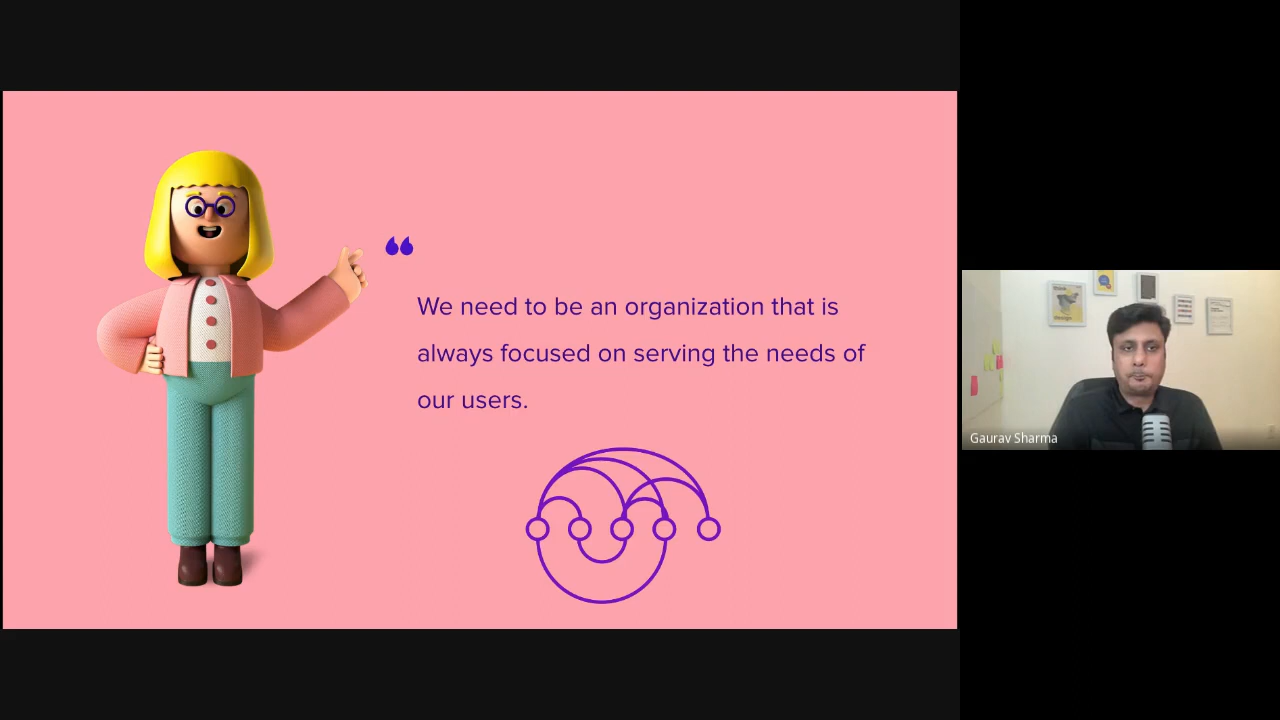 “
We need to be an organization that is
always focused on serving the needs of
our users.
Gaurav Sharma